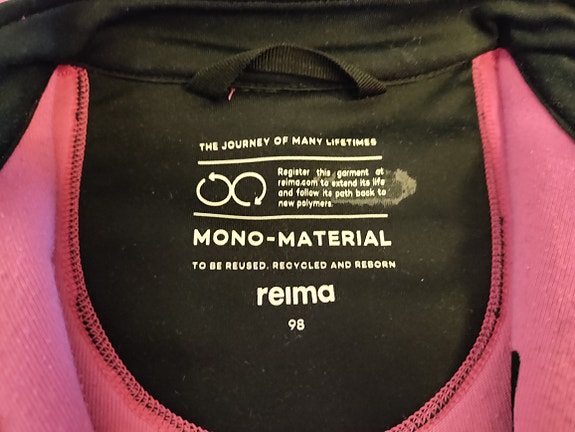 THE JOURNEY OF MANY LIFETIMES
Register this garment at
reima.com to extend its life
and follow its path back to
new polymers.
MONO-MATERIAL
TO BE REUSED, RECYCLED AND REBORN
reima
98